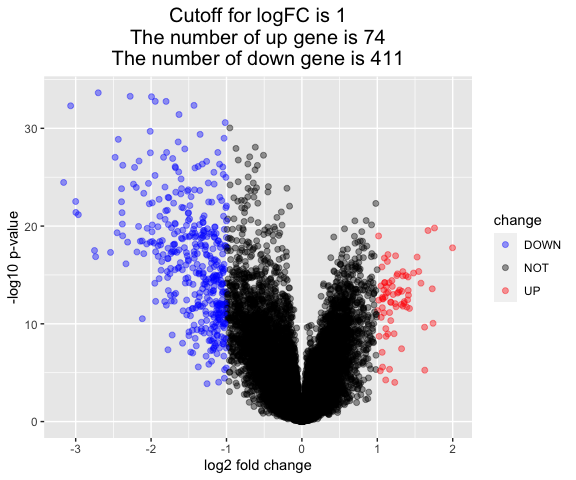 Cutoff for logFC is 1
The number of up gene is 74
The number of down gene is 411
30
20
10
0
-log10 p-value
-3 -2 -1 0 1 2
log2 fold change
change
DOWN
NOT
UP